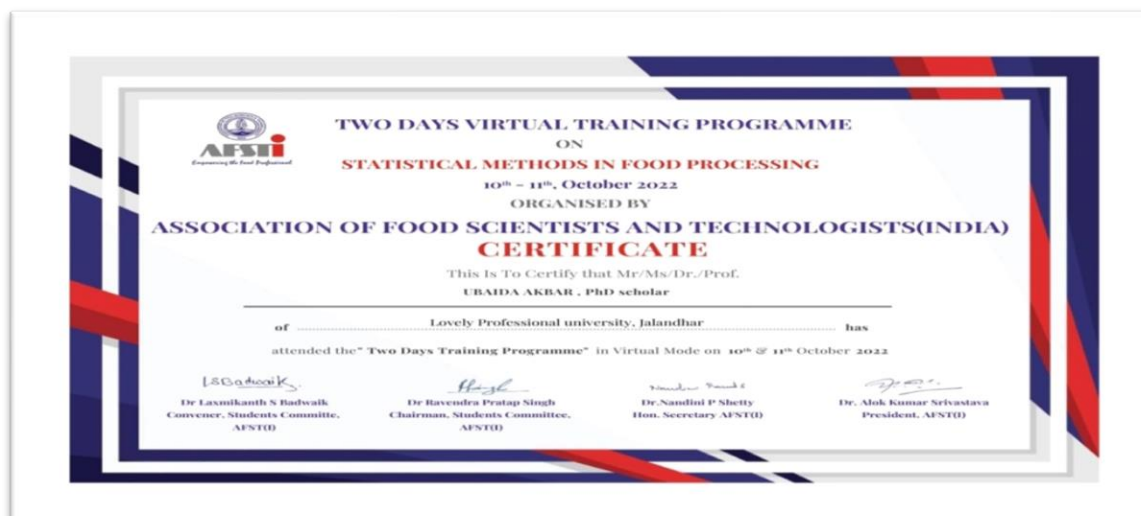 AFSTi
Empowering the Food Professional
TWO DAYS VIRTUAL TRAINING PROGRAMME
ON
STATISTICAL METHODS IN FOOD PROCESSING
10th - 11th, October 2022
ORGANISED BY
ASSOCIATION OF FOOD SCIENTISTS AND TECHNOLOGISTS(INDIA)
CERTIFICATE
This Is To Certify that Mr/Ms/Dr./Prof.
UBAIDA AKBAR , PhD scholar
of Lovely Professional university, Jalandhar has
attended the" Two Days Training Programme" in Virtual Mode on 10th & 11th October 2022
LSBadwaik
Dr Laxmikanth S Badwaik
Convener, Students Committe,
AFST(I)
Dr Ravendra Pratap Singh
Chairman, Students Committee,
AFST(I)
Dr.Nandini P Shetty
Hon. Secretary AFST(I)
Dr. Alok Kumar Srivastava
President, AFST(I)